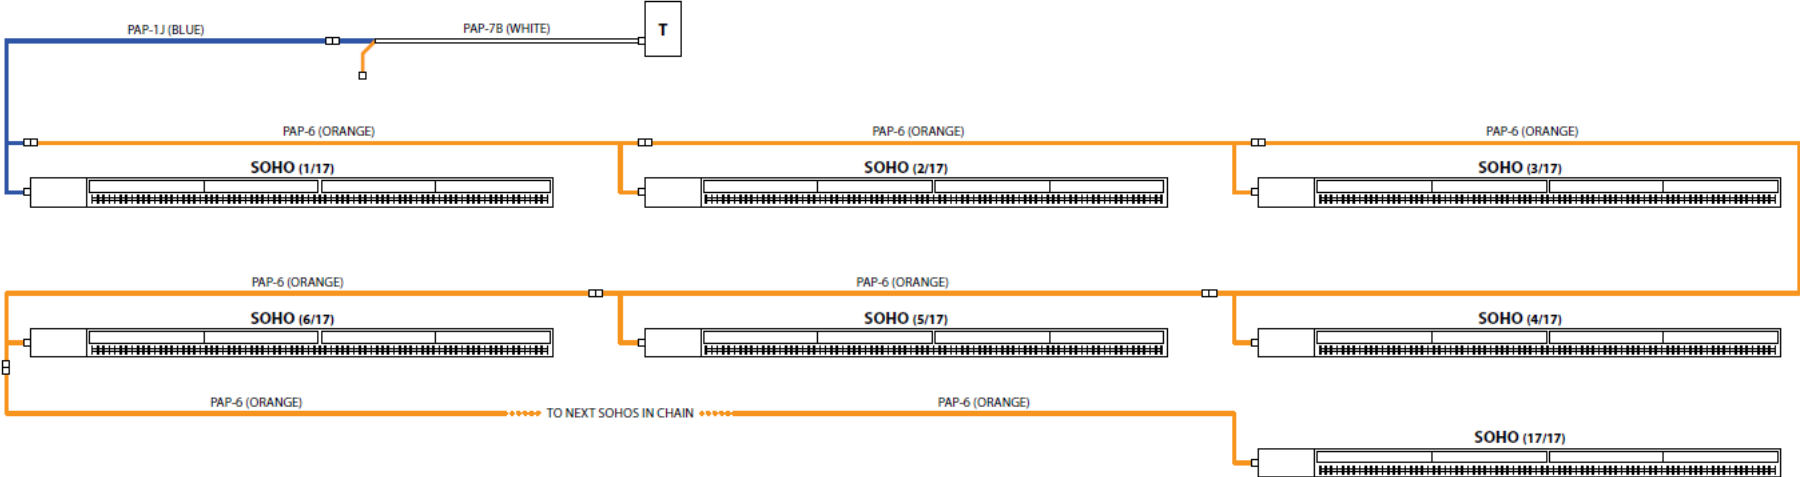 PAP-1J (BLUE)
PAP-7B (WHITE)
T
PAP-6 (ORANGE)
PAP-6 (ORANGE)
PAP-6 (ORANGE)
SOHO (1/17)
SOHO (2/17)
SOHO (3/17)
PAP-6 (ORANGE)
PAP-6 (ORANGE)
SOHO (6/17)
SOHO (5/17)
SOHO (4/17)
PAP-6 (ORANGE)
TO NEXT SOHOS IN CHAIN
PAP-6 (ORANGE)
SOHO (17/17)